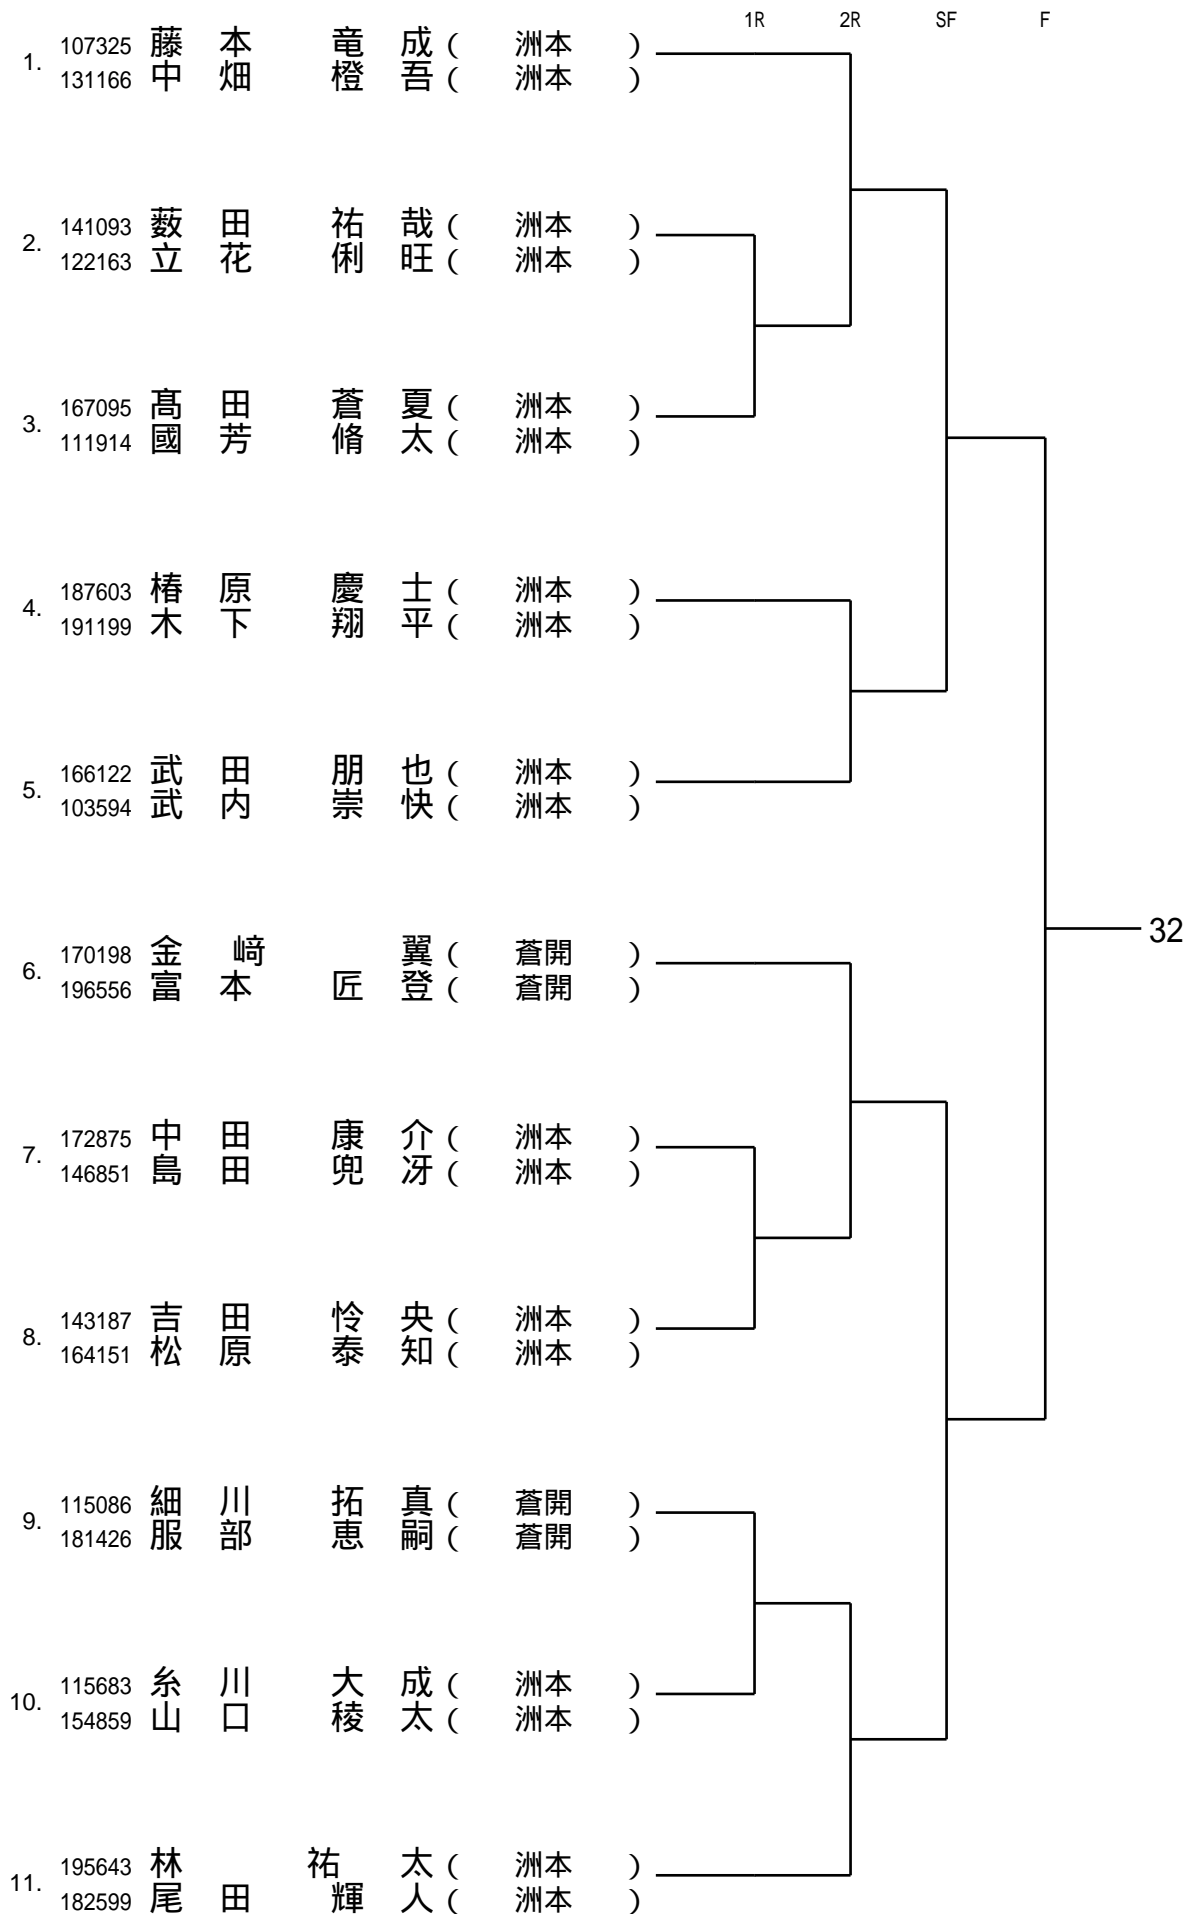 1R 2R SF F
1. 107325 藤本 竜成 ( 洲本 )
131166 中畑 橙吾 ( 洲本 )
2. 141093 薮田 祐哉 ( 洲本 )
122163 立花 俐旺 ( 洲本 )
3. 167095 髙田 蒼夏 ( 洲本 )
111914 國芳 脩太 ( 洲本 )
4. 187603 椿原 慶士 ( 洲本 )
191199 木下 翔平 ( 洲本 )
5. 166122 武田 朋也 ( 洲本 )
103594 武内 崇快 ( 洲本 )
32
6. 170198 金﨑 翼 ( 蒼開 )
196556 富本 匠登 ( 蒼開 )
7. 172875 中田 康介 ( 洲本 )
146851 島田 兜冴 ( 洲本 )
8. 143187 吉田 怜央 ( 洲本 )
164151 松原 泰知 ( 洲本 )
9. 115086 細川 拓真 ( 蒼開 )
181426 服部 恵嗣 ( 蒼開 )
10. 115683 糸川 大成 ( 洲本 )
154859 山口 稜太 ( 洲本 )
11. 195643 林 祐太 ( 洲本 )
182599 尾田 輝人 ( 洲本 )